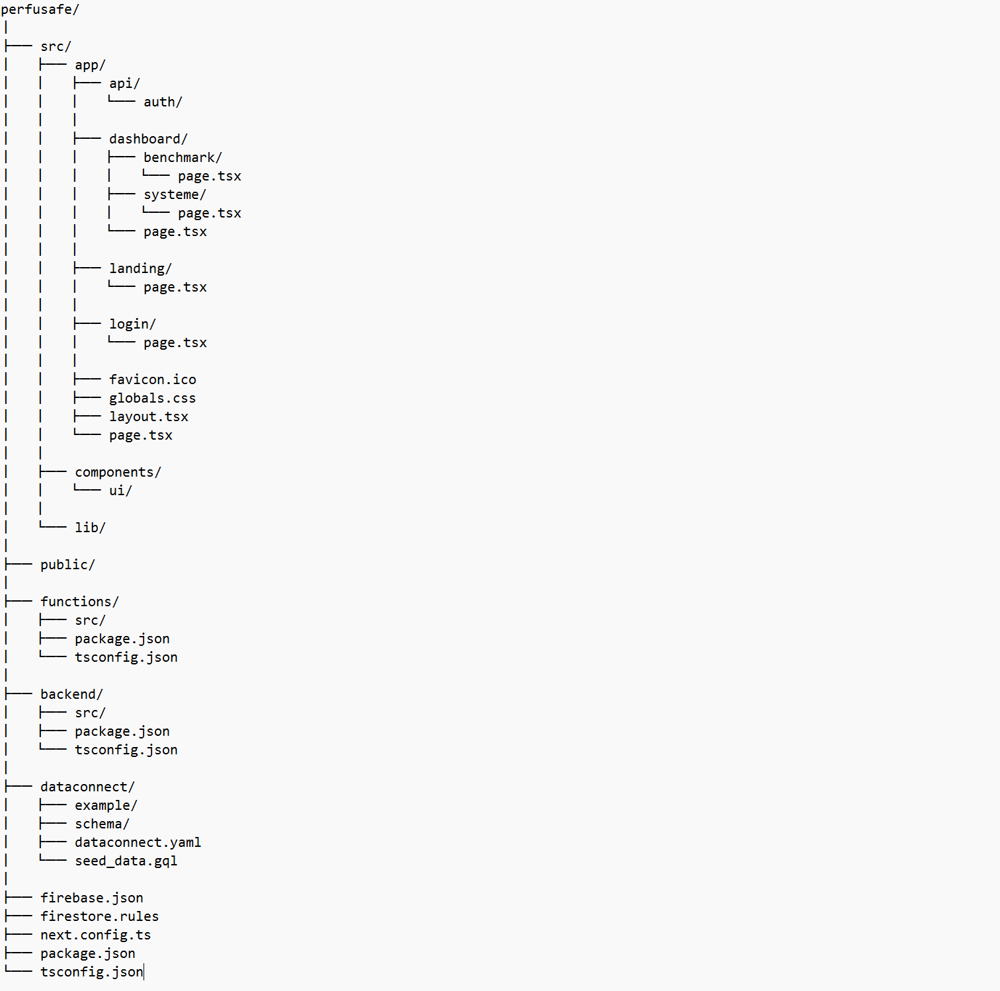 perfusafe/
│
├── src/
│   ├── app/
│   │   ├── api/
│   │   │   └── auth/
│   │   │
│   │   ├── dashboard/
│   │   │   ├── benchmark/
│   │   │   │   └── page.tsx
│   │   │   ├── systeme/
│   │   │   │   └── page.tsx
│   │   │   └── page.tsx
│   │   │
│   │   ├── landing/
│   │   │   └── page.tsx
│   │   │
│   │   ├── login/
│   │   │   └── page.tsx
│   │   │
│   │   ├── favicon.ico
│   │   ├── globals.css
│   │   ├── layout.tsx
│   │   └── page.tsx
│   │
│   ├── components/
│   │   └── ui/
│   │
│   └── lib/
│
├── public/
│
├── functions/
│   ├── src/
│   ├── package.json
│   └── tsconfig.json
│
├── backend/
│   ├── src/
│   ├── package.json
│   └── tsconfig.json
│
├── dataconnect/
│   ├── example/
│   ├── schema/
│   ├── dataconnect.yaml
│   └── seed_data.gql
│
├── firebase.json
├── firestore.rules
├── next.config.ts
├── package.json
└── tsconfig.json